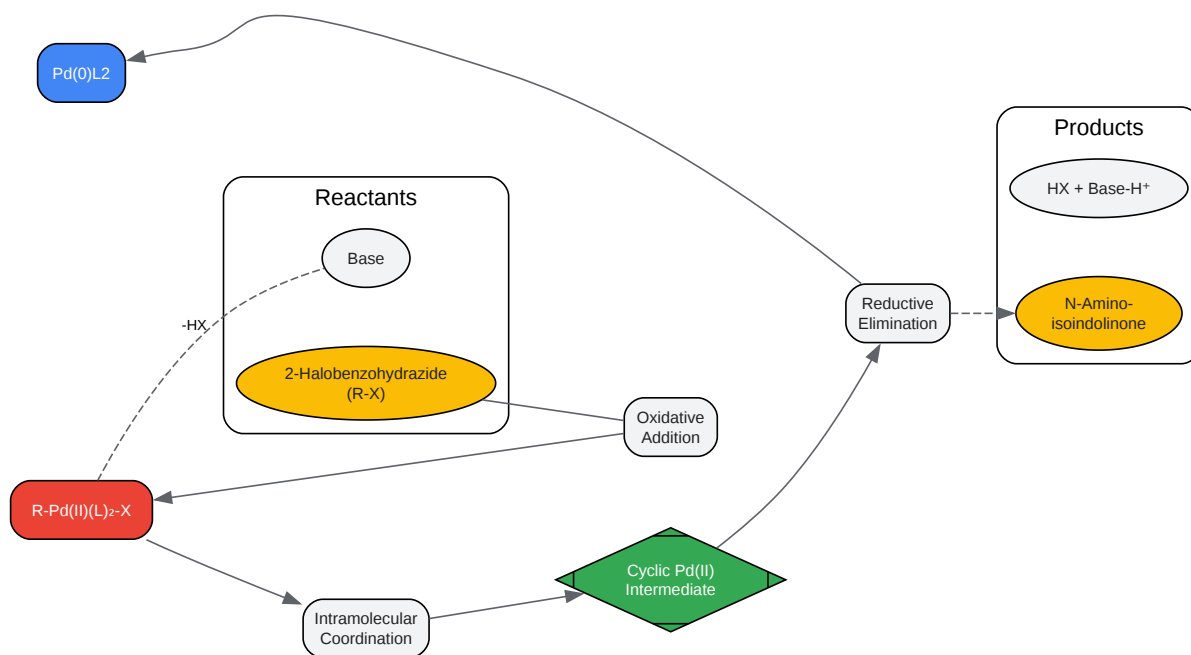 Pd(0)L2
Products
HX + Base-H⁺
Reactants
Base
N-Amino-
isoindolinone
Reductive
Elimination
-HX
2-Halobenzohydrazide
(R-X)
Oxidative
Addition
R-Pd(II)(L)₂-X
Cyclic Pd(II)
Intermediate
Intramolecular
Coordination